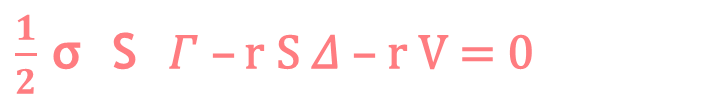 ½ σ S Γ – r S Δ – r V = 0